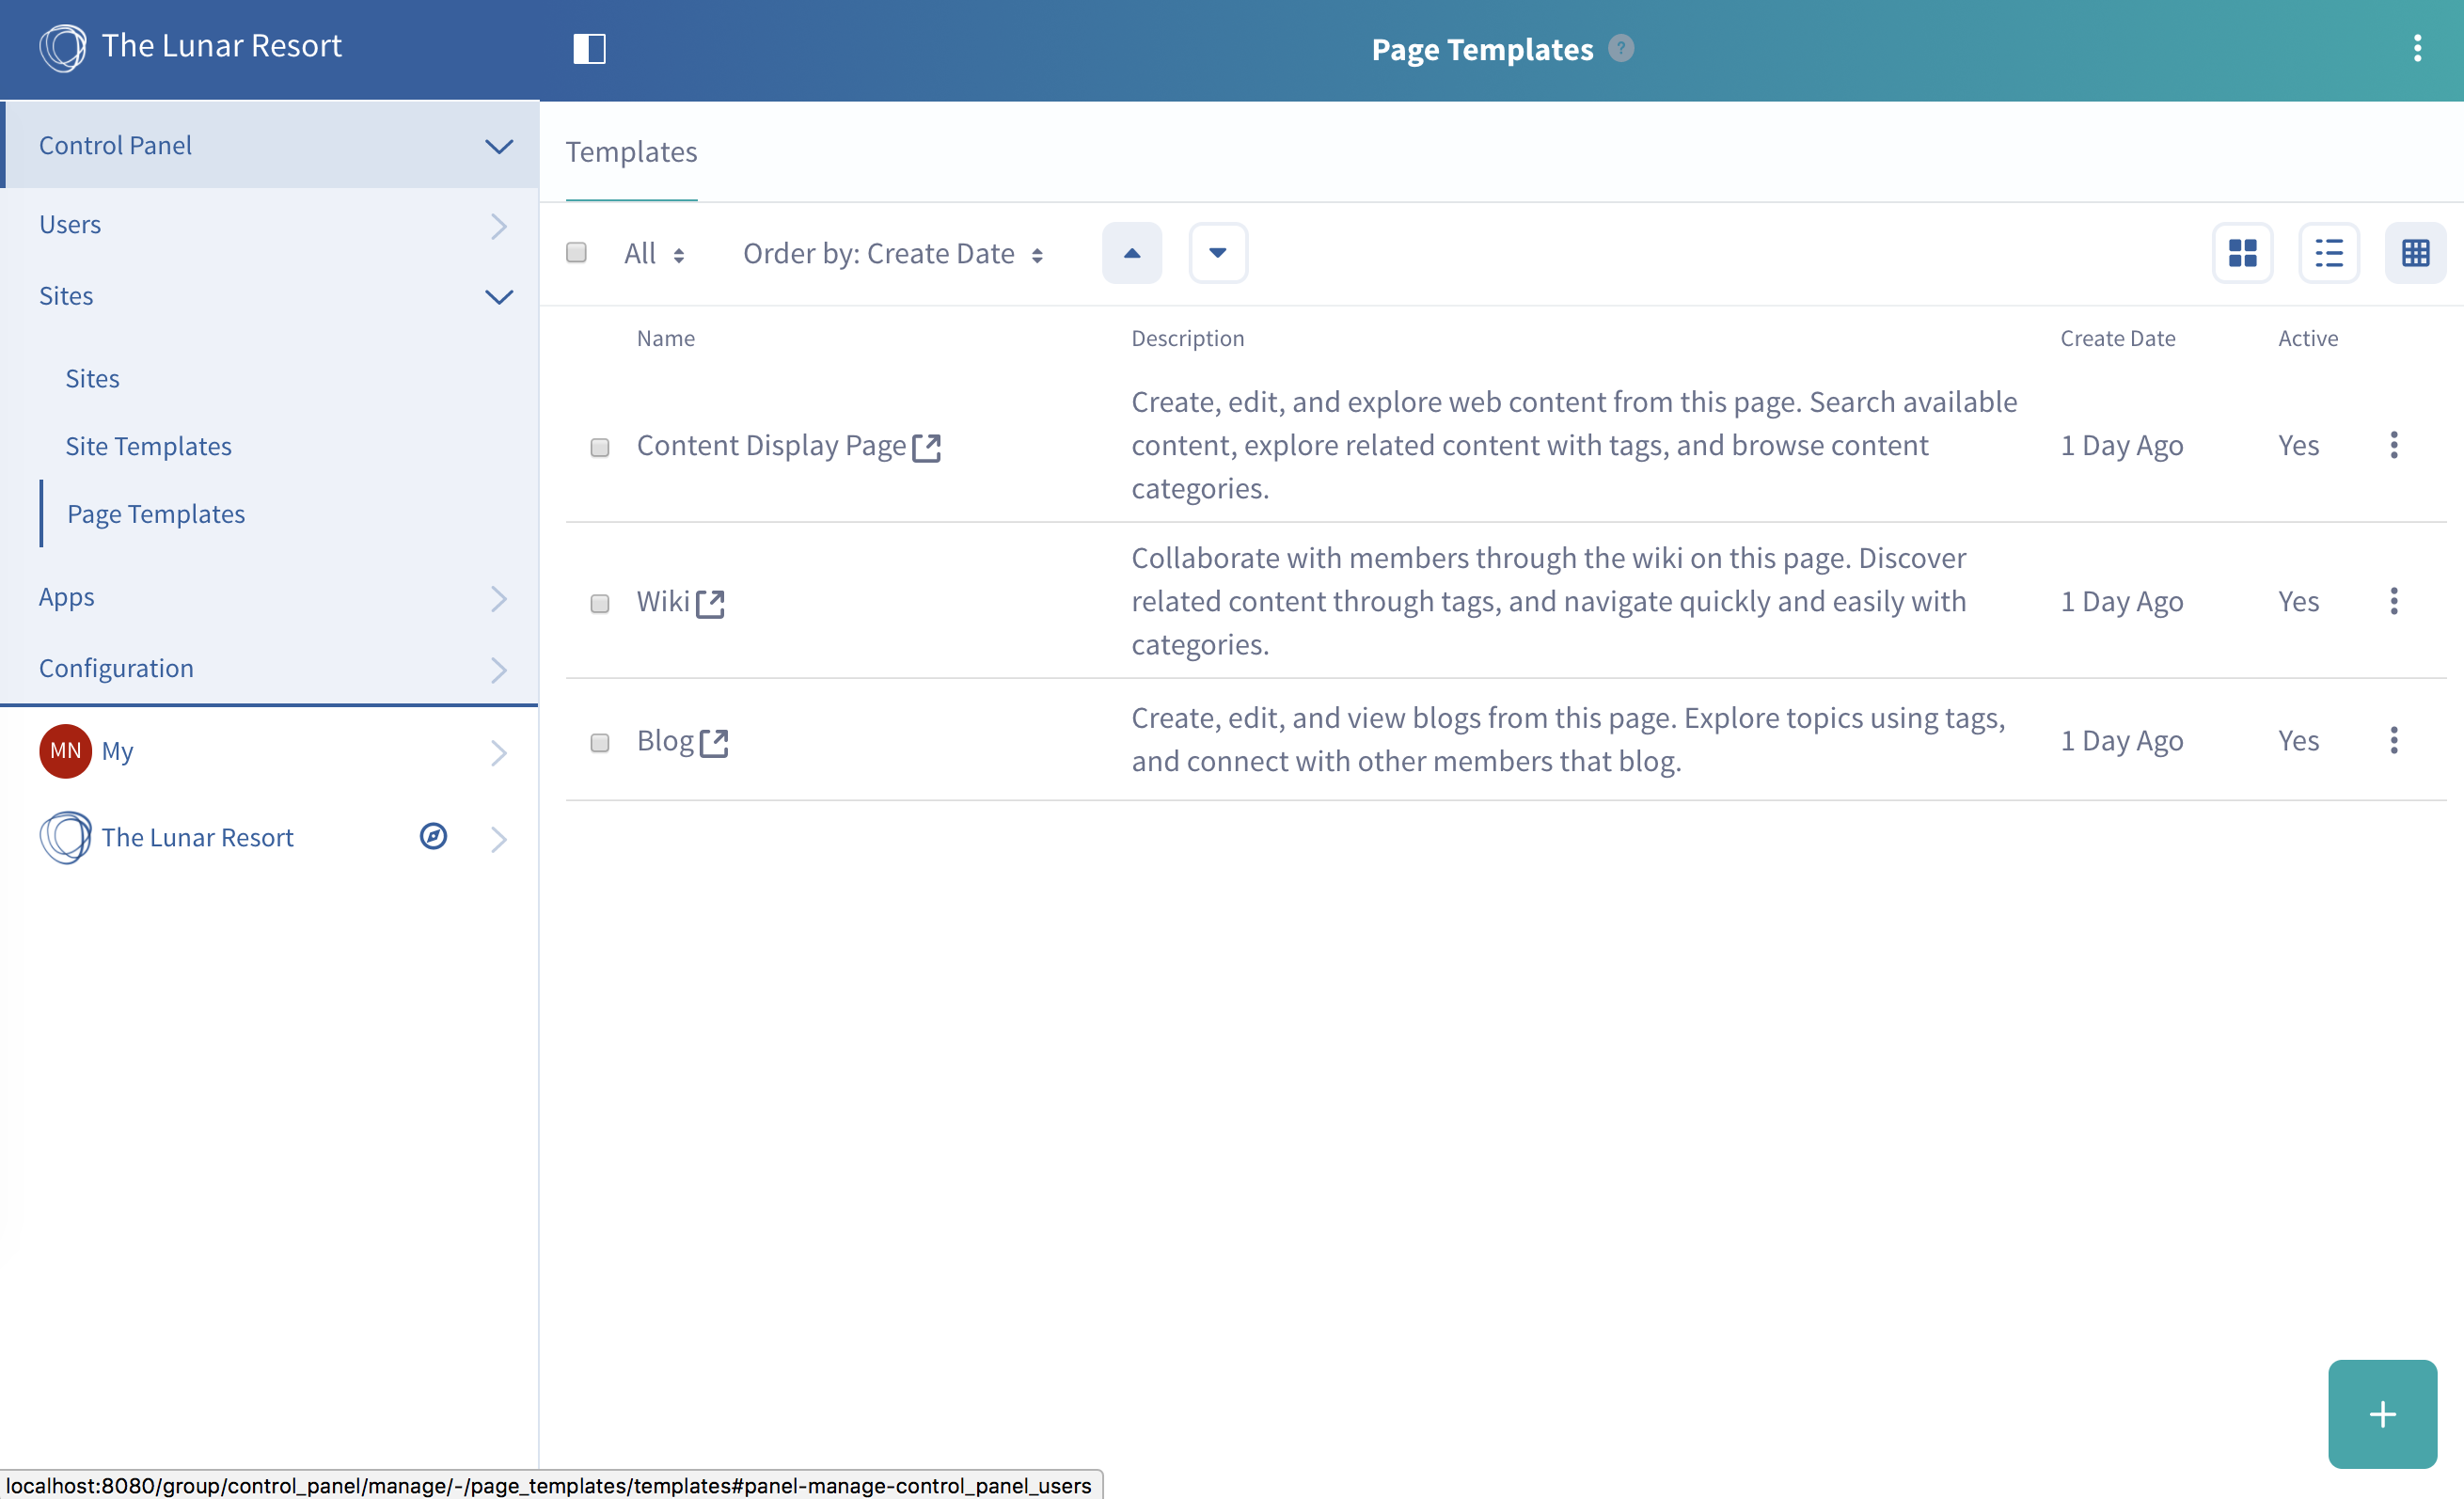 The Lunar Resort
Page Templates ?
Control Panel
Users
Sites
Sites
Site Templates
Page Templates
Apps
Configuration
MN My
The Lunar Resort
Templates
All
Order by: Create Date
Name Description Create Date Active
Content Display Page
Create, edit, and explore web content from this page. Search available
content, explore related content with tags, and browse content
categories.
1 Day Ago Yes
Wiki
Collaborate with members through the wiki on this page. Discover
related content through tags, and navigate quickly and easily with
categories.
1 Day Ago Yes
Blog
Create, edit, and view blogs from this page. Explore topics using tags,
and connect with other members that blog.
1 Day Ago Yes
+
localhost:8080/group/control_panel/manage/-/page_templates/templates#panel-manage-control_panel_users